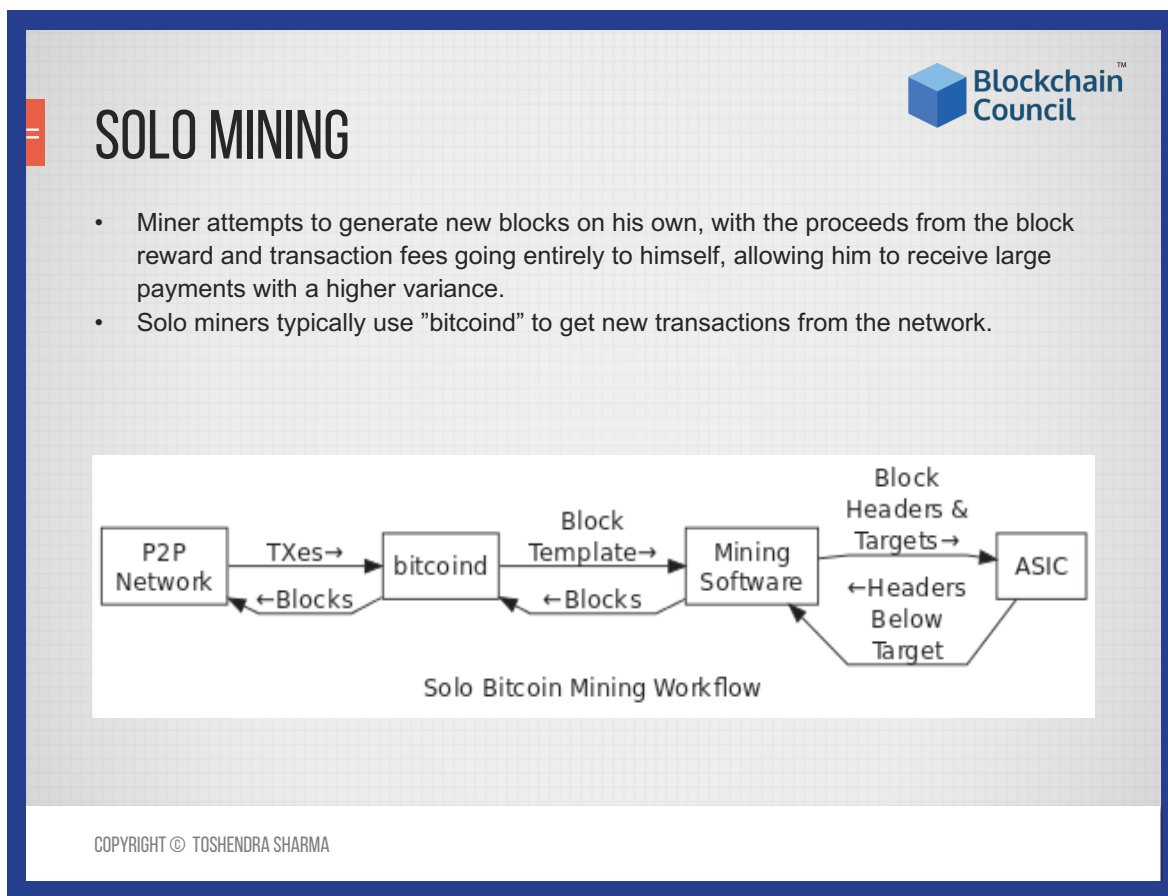 Blockchain™
Council
SOLO MINING
• Miner attempts to generate new blocks on his own, with the proceeds from the block
reward and transaction fees going entirely to himself, allowing him to receive large
payments with a higher variance.
• Solo miners typically use ”bitcoind” to get new transactions from the network.
P2P
Network
TXes→
←Blocks
bitcoind
Block
Template→
←Blocks
Mining
Software
Block
Headers &
Targets→
←Headers
Below
Target
ASIC
Solo Bitcoin Mining Workflow
COPYRIGHT © TOSHENDRA SHARMA